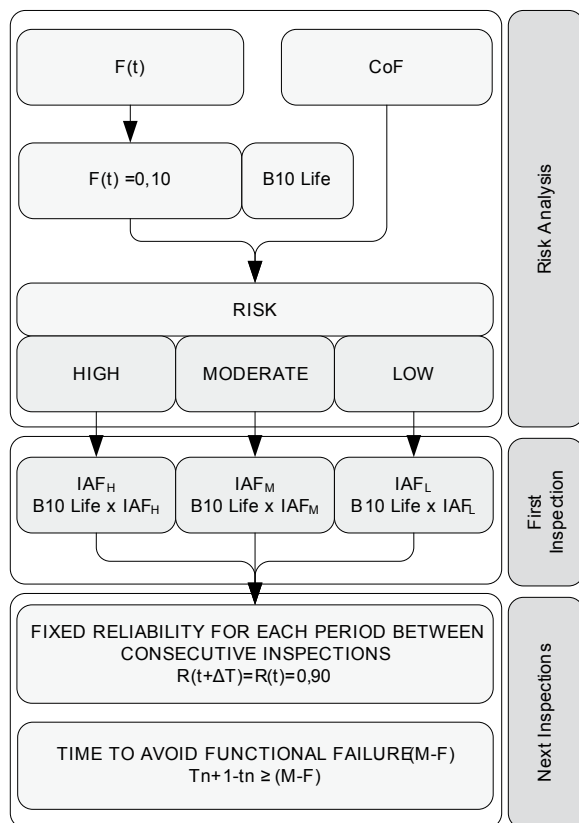 F(t)
CoF
F(t) =0,10
B10 Life
RISK
HIGH
MODERATE
LOW
Risk Analysis
IAFH
B10 Life x IAFH
IAFM
B10 Life x IAFM
IAFL
B10 Life x IAFL
First
Inspection
FIXED RELIABILITY FOR EACH PERIOD BETWEEN
CONSECUTIVE INSPECTIONS
R(t+ΔT)=R(t)=0,90
TIME TO AVOID FUNCTIONAL FAILURE(M-F)
Tn+1-tn ≥ (M-F)
Next Inspections